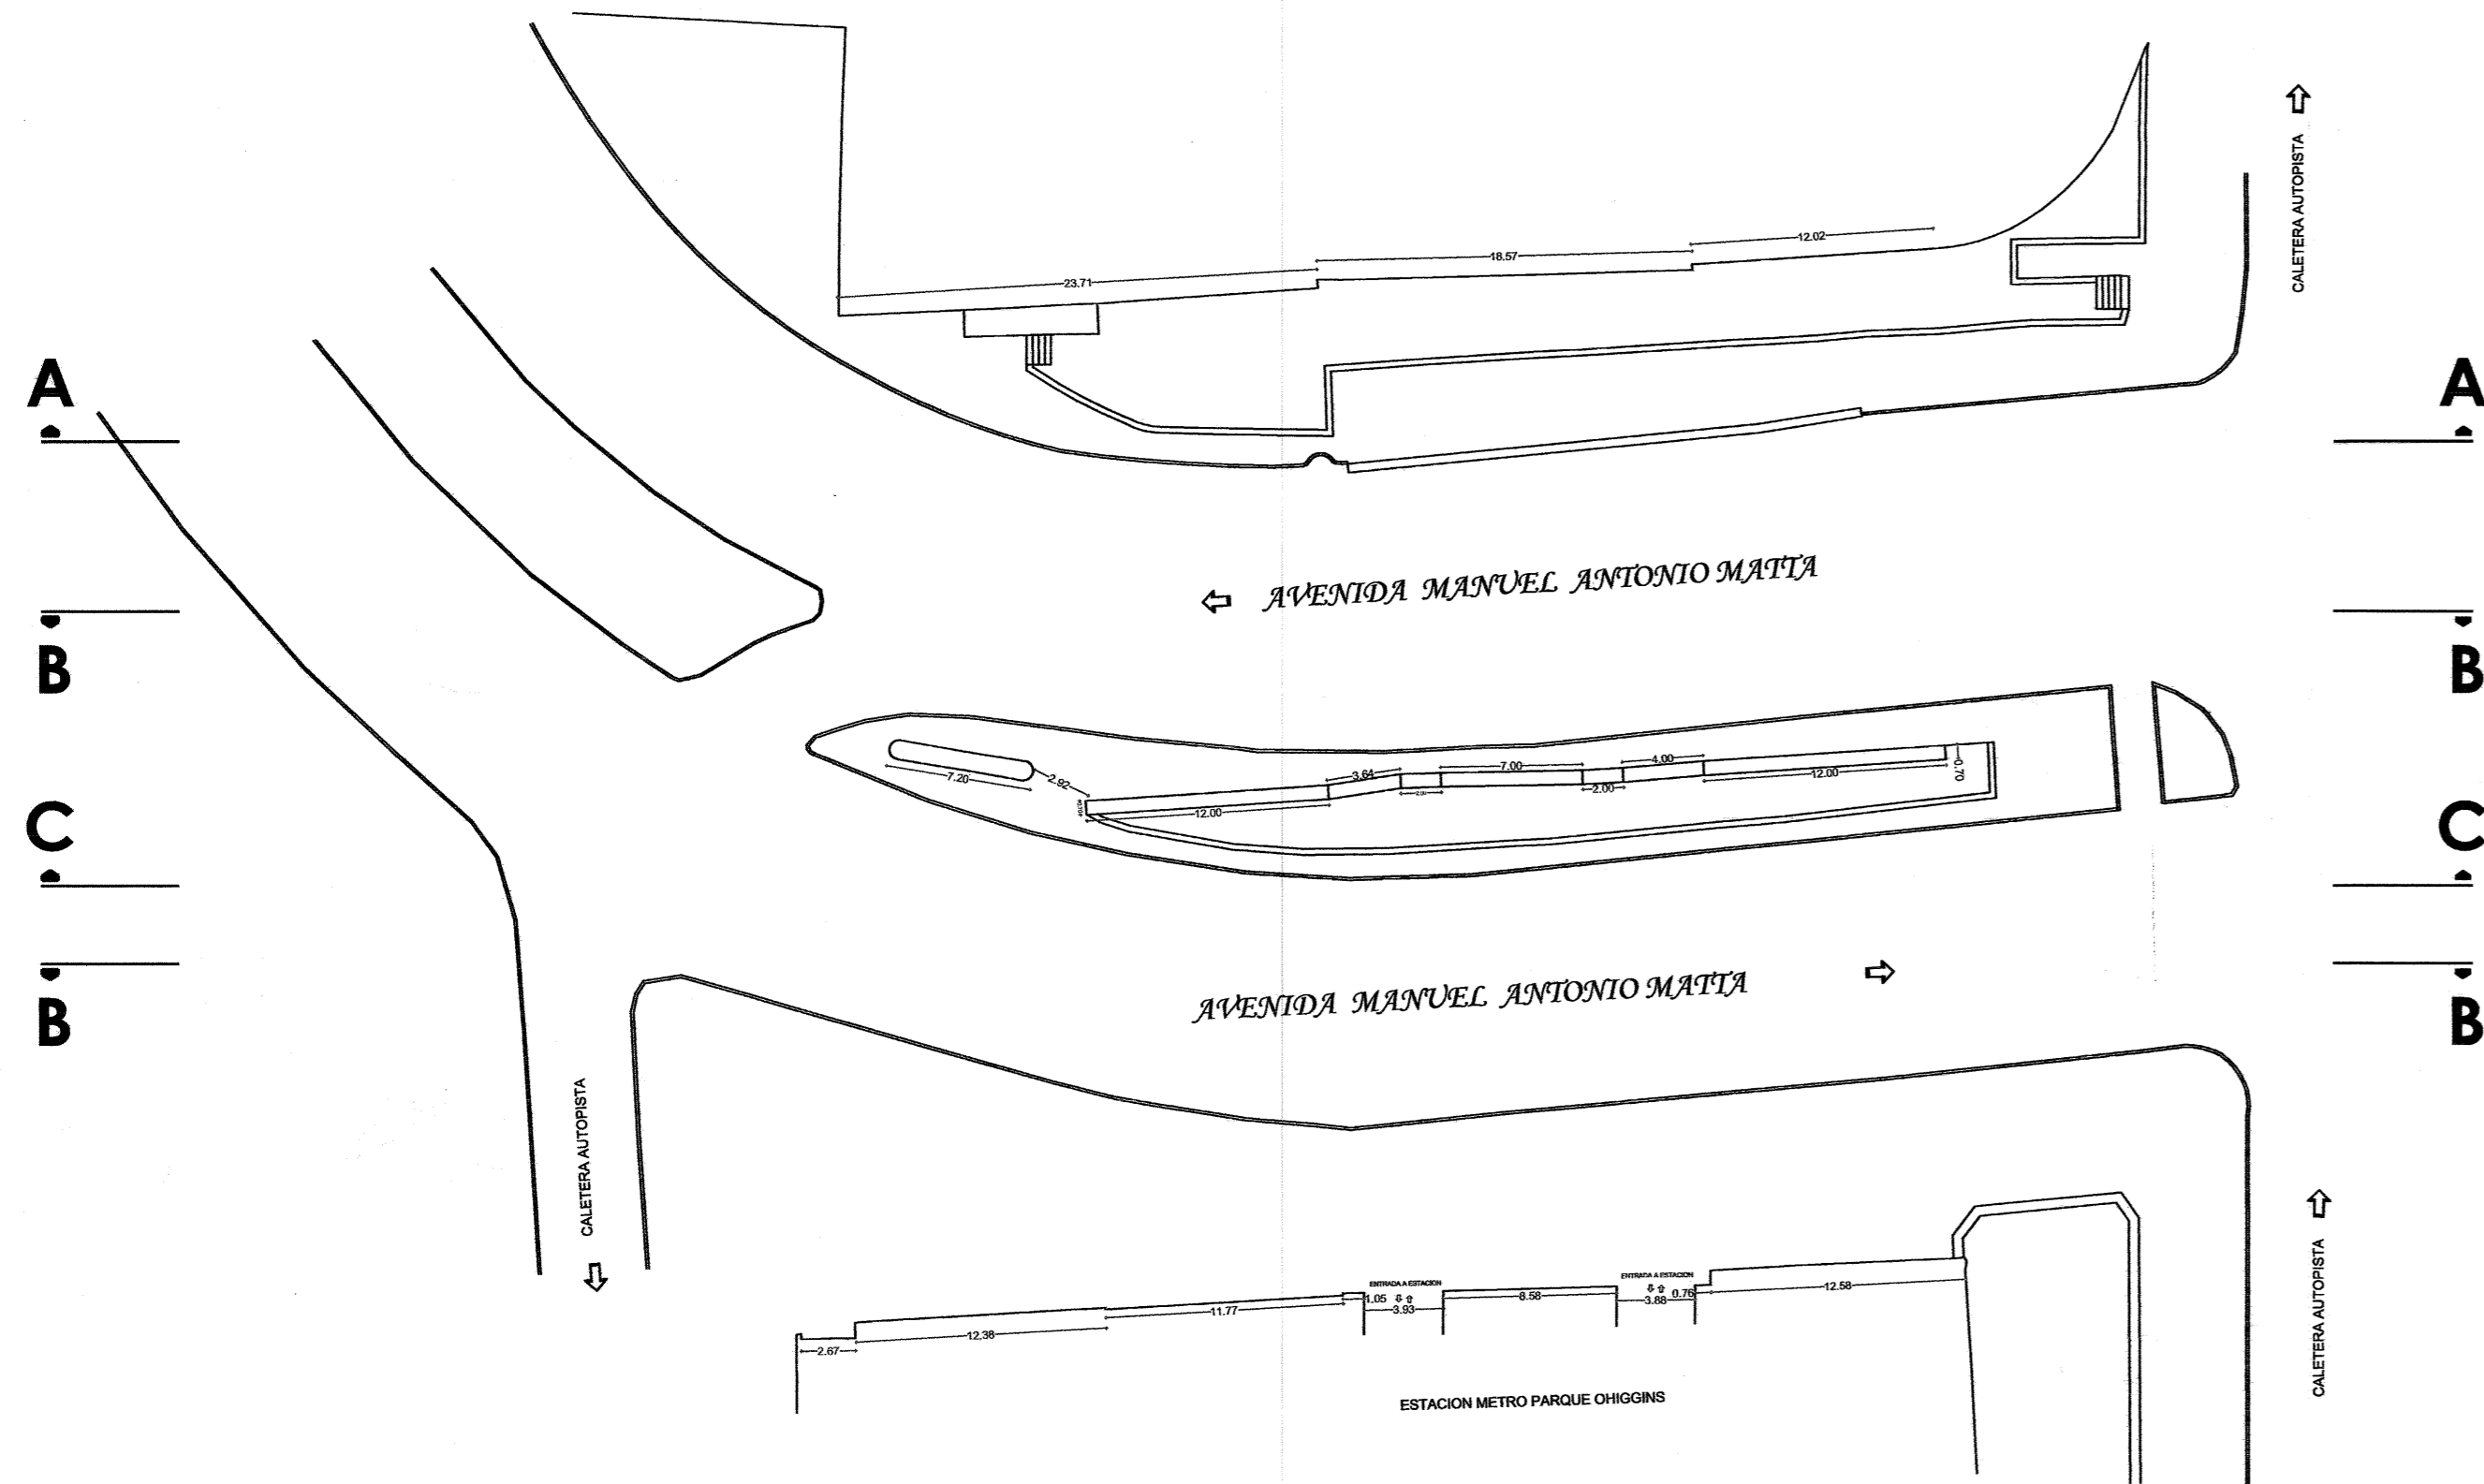 CALETERA AUTOPISTA
12.02
18.57
23.71
A
A
AVENIDA MANUEL ANTONIO MATTA
B
B
7.20
2.92
3.64
7.00
4.00
12.00
0.70
2.00
12.00
C
C
AVENIDA MANUEL ANTONIO MATTA
B
B
CALETERA AUTOPISTA
CALETERA AUTOPISTA
ENTRADA A ESTACION
ENTRADA A ESTACION
2.67
12.38
11.77
1.05
3.93
8.58
3.88
0.76
12.58
ESTACION METRO PARQUE OHIGGINS